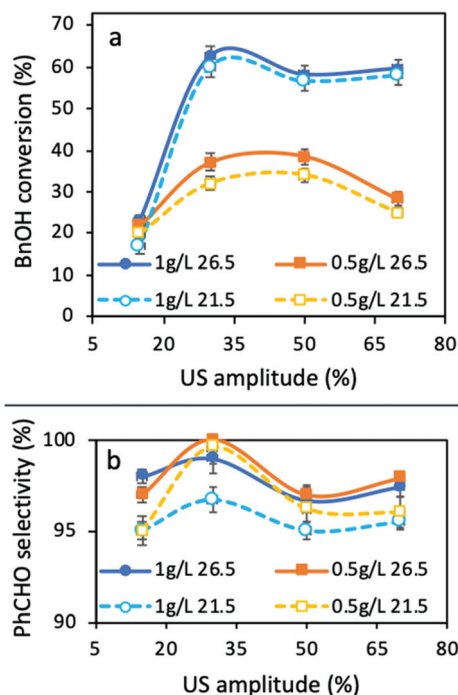 a
70
60
50
40
30
20
10
0
BnOH conversion (%)
1g/L 26.5 0.5g/L 26.5
1g/L 21.5 0.5g/L 21.5
5 20 35 50 65 80
US amplitude (%)
b
100
95
90
PhCHO selectivity (%)
1g/L 26.5 0.5g/L 26.5
1g/L 21.5 0.5g/L 21.5
5 20 35 50 65 80
US amplitude (%)